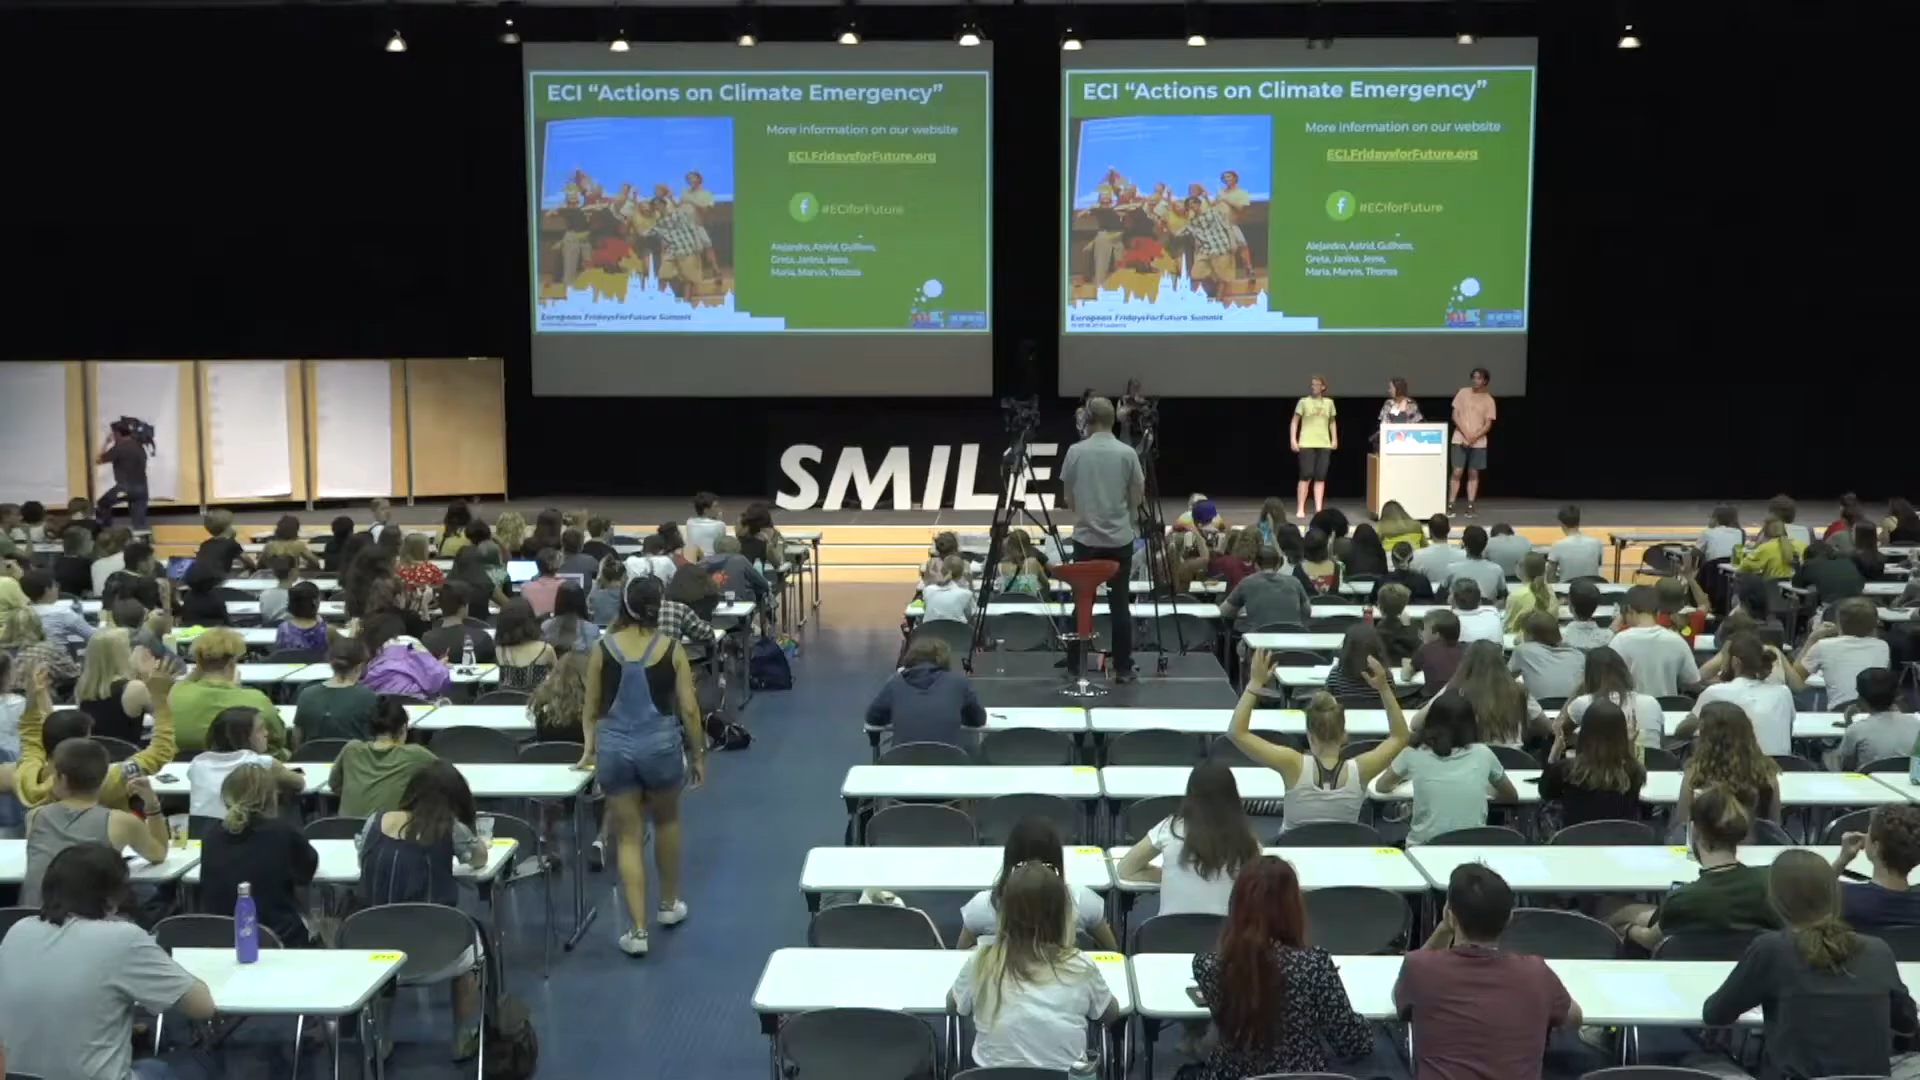 ECI “Actions on Climate Emergency”
More information on our website
ECI.FridaysforFuture.org
#ECIforFuture
Alejandro, Astrid, Guilhem,
Greta, Janina, Jesse,
Maria, Marvin, Thomas
European FridaysForFuture Summit
ECI “Actions on Climate Emergency”
More information on our website
ECI.FridaysforFuture.org
#ECIforFuture
Alejandro, Astrid, Guilhem,
Greta, Janina, Jesse,
Maria, Marvin, Thomas
European FridaysForFuture Summit
SMILE